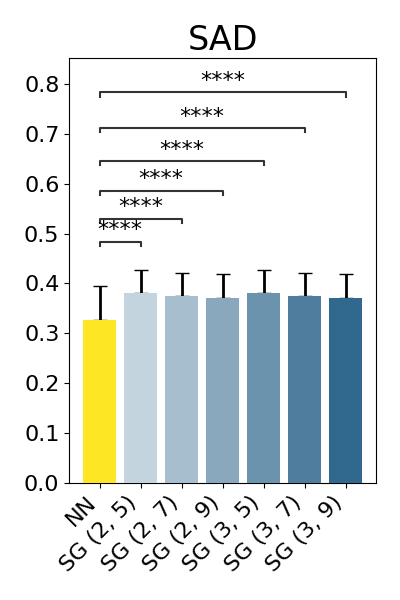 SAD
0.8
0.7
0.6
0.5
0.4
0.3
0.2
0.1
0.0
****
****
****
****
****
****
NN
SG (2, 5)
SG (2, 7)
SG (2, 9)
SG (3, 5)
SG (3, 7)
SG (3, 9)